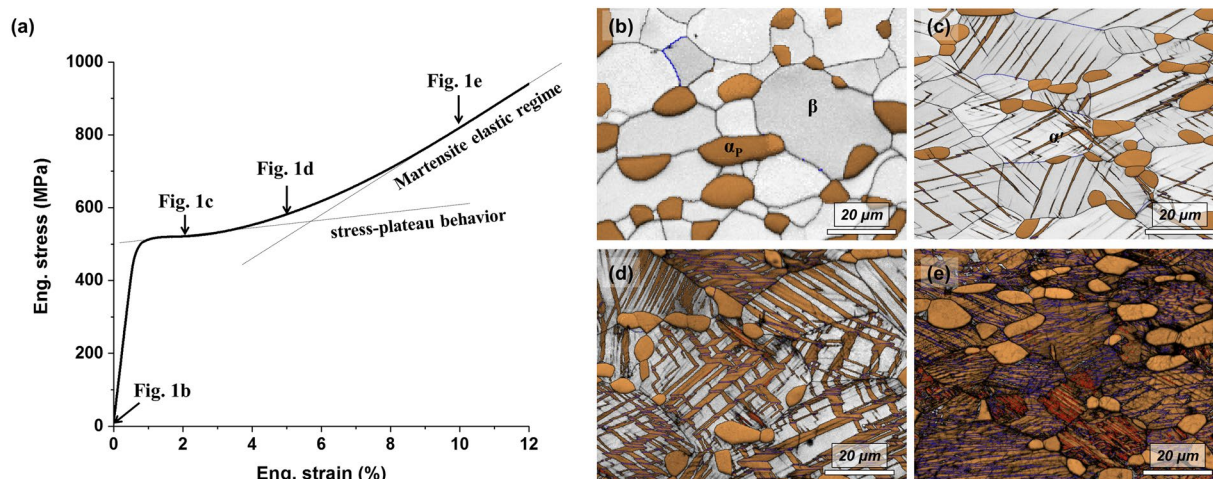 (a)
1000
800
600
400
200
0
0
2
4
6
8
10
12
Eng. stress (MPa)
Eng. strain (%)
Fig. 1b
Fig. 1c
Fig. 1d
Fig. 1e
Martensite elastic regime
stress-plateau behavior
(b)
β
αP
20 µm
(c)
α'
20 µm
(d)
20 µm
(e)
20 µm